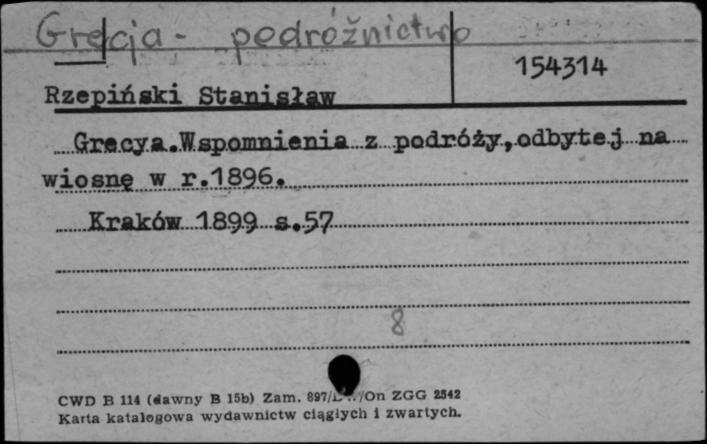 Grecja - podróżnictwo
154314
Rzepiński Stanisław
Grecya.Wspomnienia z podróży,odbytej na
wiosnę w r.1896.
Kraków 1899 s.57
8
CWD B 114 (dawny B 15b) Zam. 897/ /On ZGG 2542
Karta katalogowa wydawnictw ciągłych i zwartych.